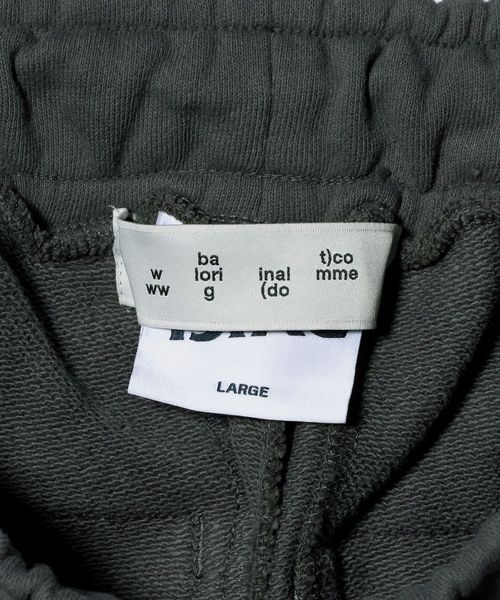 ba t)co
w lori inal mme
ww g (do
LARGE